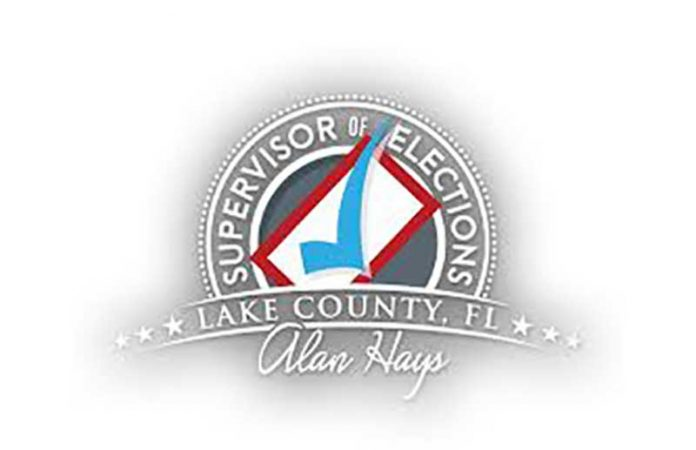 SUPERVISOR OF ELECTIONS
LAKE COUNTY, FL
Alan Hays